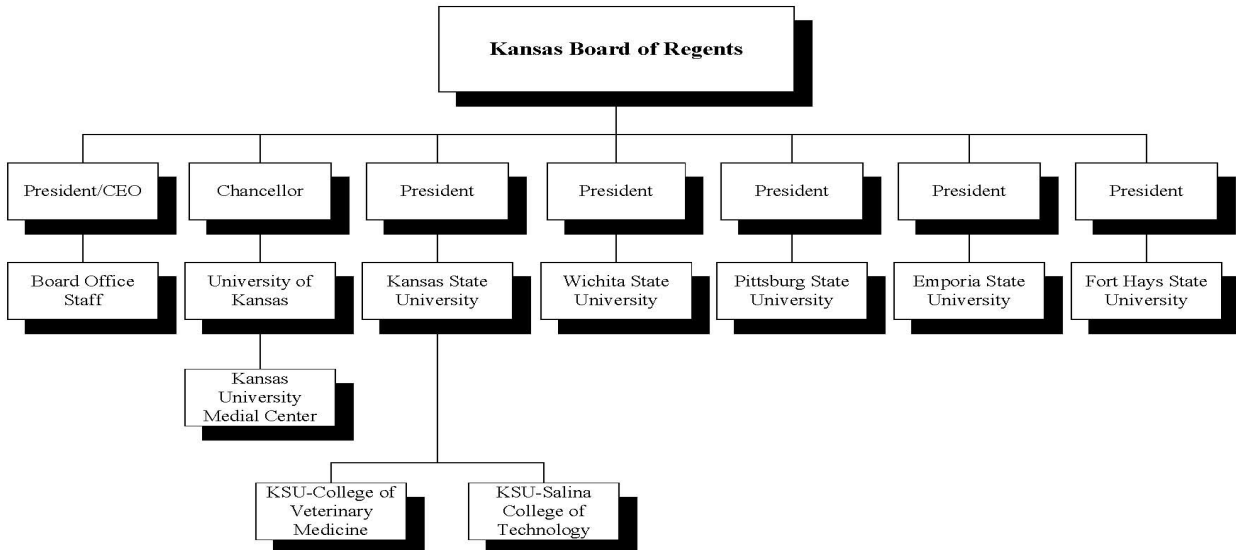 Kansas Board of Regents
President/CEO
Chancellor
President
President
President
President
President
Board Office
Staff
University of
Kansas
Kansas State
University
Wichita State
University
Pittsburg State
University
Emporia State
University
Fort Hays State
University
Kansas
University
Medial Center
KSU-College of
Veterinary
Medicine
KSU-Salina
College of
Technology